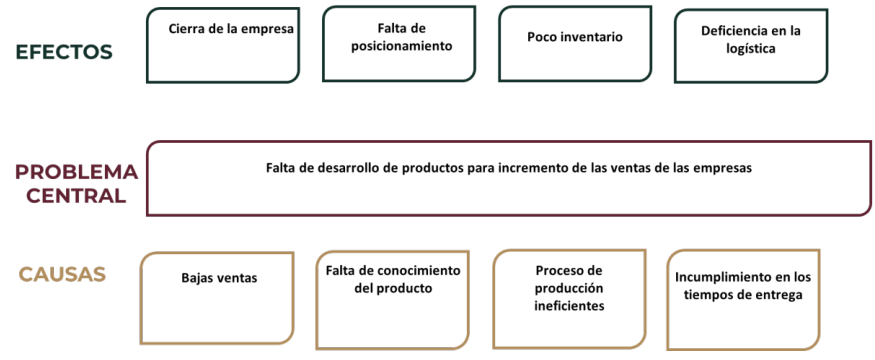 EFECTOS
Cierra de la empresa
Falta de
posicionamiento
Poco inventario
Deficiencia en la
logística
PROBLEMA
CENTRAL
Falta de desarrollo de productos para incremento de las ventas de las empresas
CAUSAS
Bajas ventas
Falta de conocimiento
del producto
Proceso de
producción
ineficientes
Incumplimiento en los
tiempos de entrega